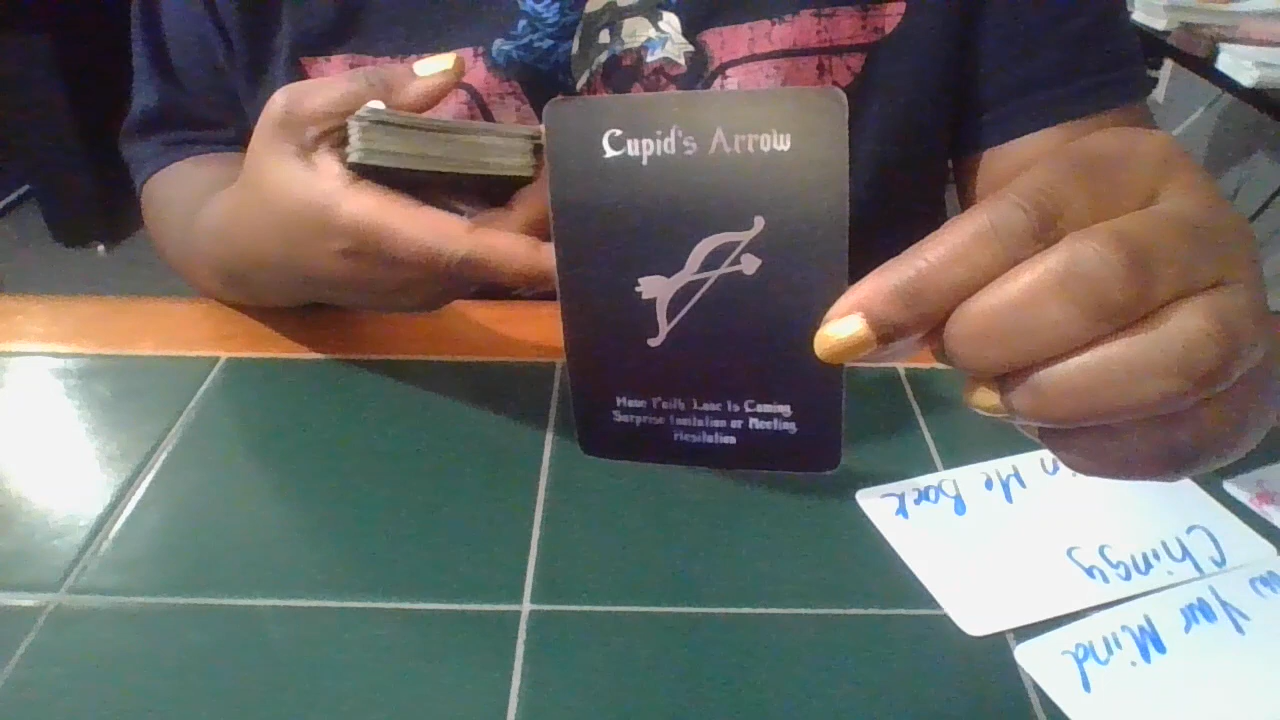 Cupid's Arrow
Have Faith Love Is Coming
Surprise Invitation or Meeting
Hesitation
Me Back
Chingy
Your Mind